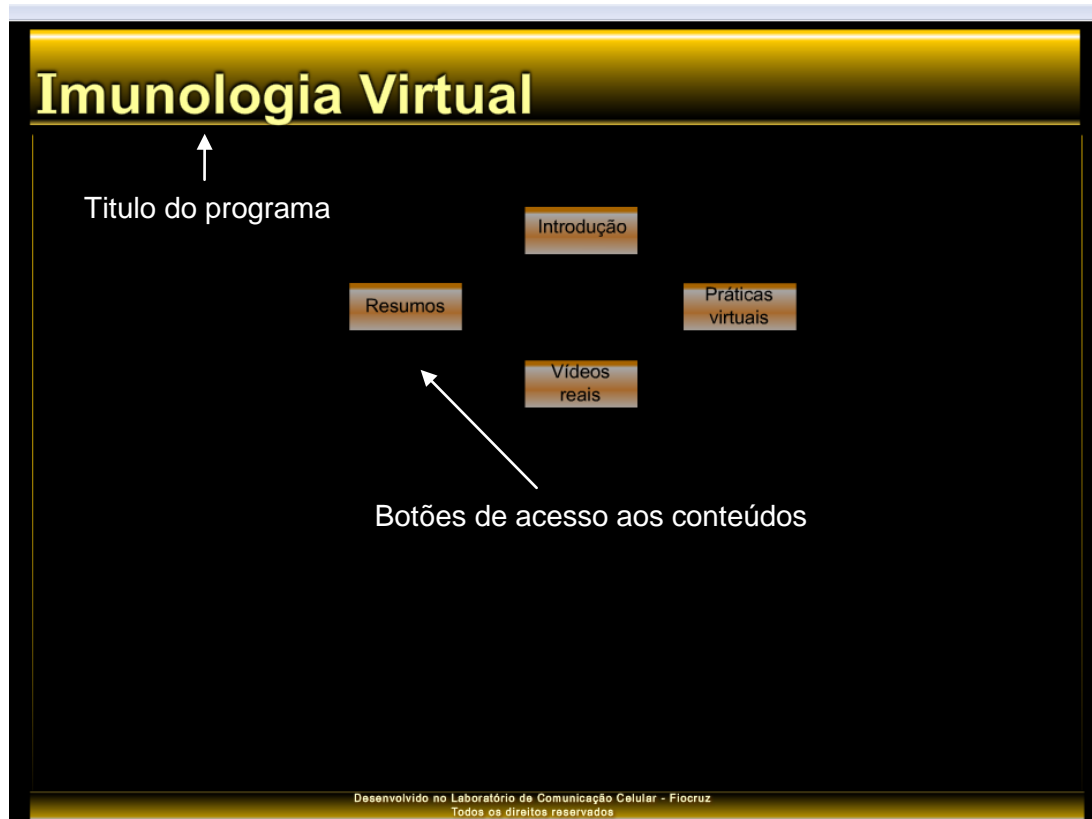 Imunologia Virtual
Titulo do programa
Introdução
Resumos
Práticas
virtuais
Vídeos
reais
Botões de acesso aos conteúdos
Desenvolvido no Laboratório de Comunicação Celular - Fiocruz
Todos os direitos reservados